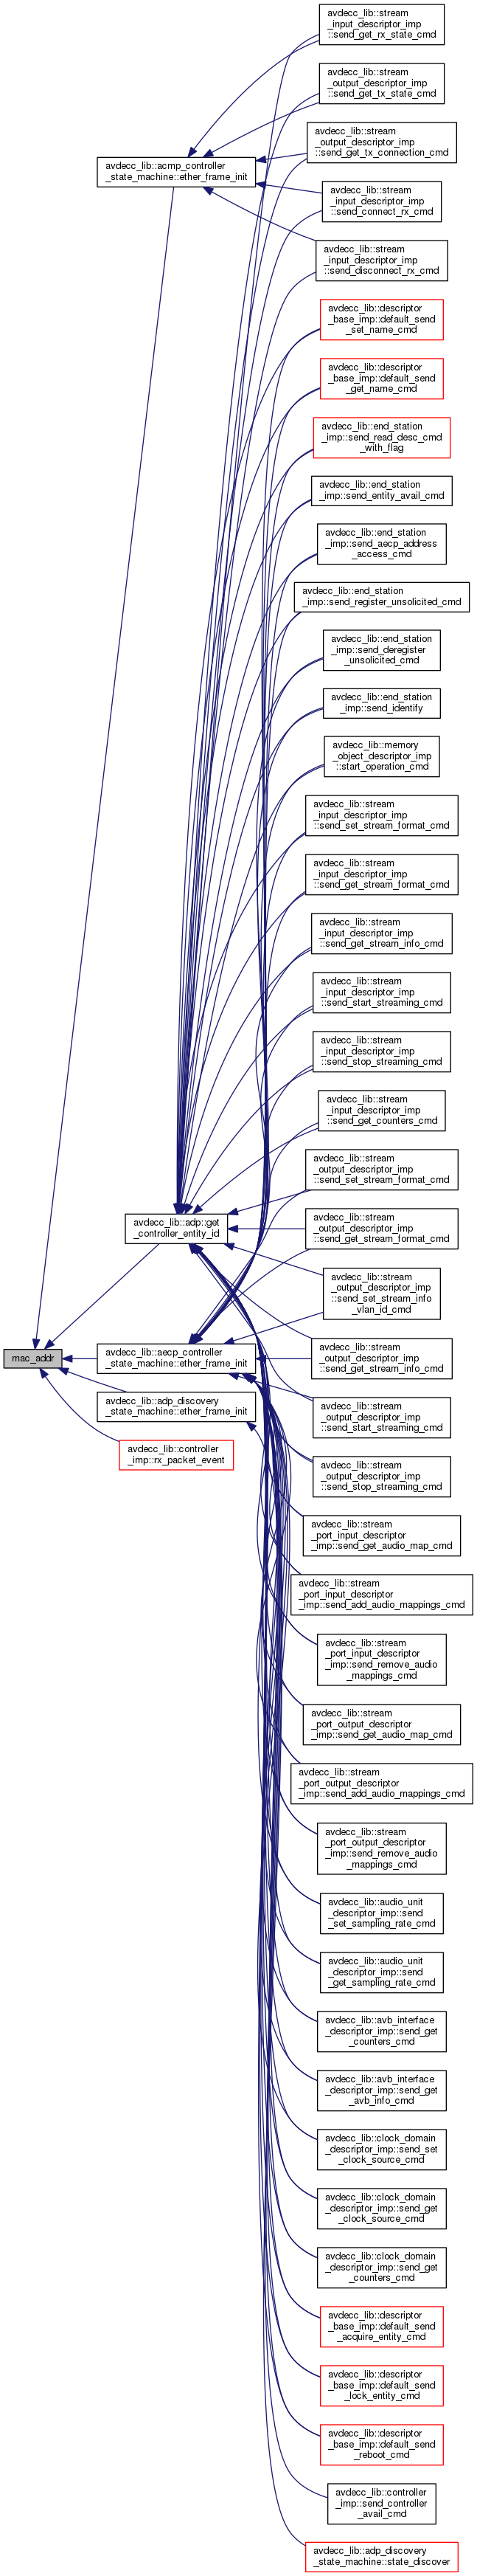 mac_addr
avdecc_lib::acmp_controller
_state_machine::ether_frame_init
avdecc_lib::adp::get
_controller_entity_id
avdecc_lib::aecp_controller
_state_machine::ether_frame_init
avdecc_lib::adp_discovery
_state_machine::ether_frame_init
avdecc_lib::controller
_imp::rx_packet_event
avdecc_lib::stream
_input_descriptor_imp
::send_get_rx_state_cmd
avdecc_lib::stream
_output_descriptor_imp
::send_get_tx_state_cmd
avdecc_lib::stream
_output_descriptor_imp
::send_get_tx_connection_cmd
avdecc_lib::stream
_input_descriptor_imp
::send_connect_rx_cmd
avdecc_lib::stream
_input_descriptor_imp
::send_disconnect_rx_cmd
avdecc_lib::descriptor
_base_imp::default_send
_set_name_cmd
avdecc_lib::descriptor
_base_imp::default_send
_get_name_cmd
avdecc_lib::end_station
_imp::send_read_desc_cmd
_with_flag
avdecc_lib::end_station
_imp::send_entity_avail_cmd
avdecc_lib::end_station
_imp::send_aecp_address
_access_cmd
avdecc_lib::end_station
_imp::send_register_unsolicited_cmd
avdecc_lib::end_station
_imp::send_deregister
_unsolicited_cmd
avdecc_lib::end_station
_imp::send_identify
avdecc_lib::memory
_object_descriptor_imp
::start_operation_cmd
avdecc_lib::stream
_input_descriptor_imp
::send_set_stream_format_cmd
avdecc_lib::stream
_input_descriptor_imp
::send_get_stream_format_cmd
avdecc_lib::stream
_input_descriptor_imp
::send_get_stream_info_cmd
avdecc_lib::stream
_input_descriptor_imp
::send_start_streaming_cmd
avdecc_lib::stream
_input_descriptor_imp
::send_stop_streaming_cmd
avdecc_lib::stream
_input_descriptor_imp
::send_get_counters_cmd
avdecc_lib::stream
_output_descriptor_imp
::send_set_stream_format_cmd
avdecc_lib::stream
_output_descriptor_imp
::send_get_stream_format_cmd
avdecc_lib::stream
_output_descriptor_imp
::send_set_stream_info
_vlan_id_cmd
avdecc_lib::stream
_output_descriptor_imp
::send_get_stream_info_cmd
avdecc_lib::stream
_output_descriptor_imp
::send_start_streaming_cmd
avdecc_lib::stream
_output_descriptor_imp
::send_stop_streaming_cmd
avdecc_lib::stream
_port_input_descriptor
_imp::send_get_audio_map_cmd
avdecc_lib::stream
_port_input_descriptor
_imp::send_add_audio_mappings_cmd
avdecc_lib::stream
_port_input_descriptor
_imp::send_remove_audio
_mappings_cmd
avdecc_lib::stream
_port_output_descriptor
_imp::send_get_audio_map_cmd
avdecc_lib::stream
_port_output_descriptor
_imp::send_add_audio_mappings_cmd
avdecc_lib::stream
_port_output_descriptor
_imp::send_remove_audio
_mappings_cmd
avdecc_lib::audio_unit
_descriptor_imp::send
_set_sampling_rate_cmd
avdecc_lib::audio_unit
_descriptor_imp::send
_get_sampling_rate_cmd
avdecc_lib::avb_interface
_descriptor_imp::send_get
_counters_cmd
avdecc_lib::avb_interface
_descriptor_imp::send_get
_avb_info_cmd
avdecc_lib::clock_domain
_descriptor_imp::send_set
_clock_source_cmd
avdecc_lib::clock_domain
_descriptor_imp::send_get
_clock_source_cmd
avdecc_lib::clock_domain
_descriptor_imp::send_get
_counters_cmd
avdecc_lib::descriptor
_base_imp::default_send
_acquire_entity_cmd
avdecc_lib::descriptor
_base_imp::default_send
_lock_entity_cmd
avdecc_lib::descriptor
_base_imp::default_send
_reboot_cmd
avdecc_lib::controller
_imp::send_controller
_avail_cmd
avdecc_lib::adp_discovery
_state_machine::state_discover